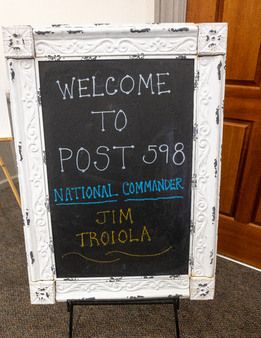 WELCOME
TO
POST 598
NATIONAL COMMANDER
JIM
TROIOLA